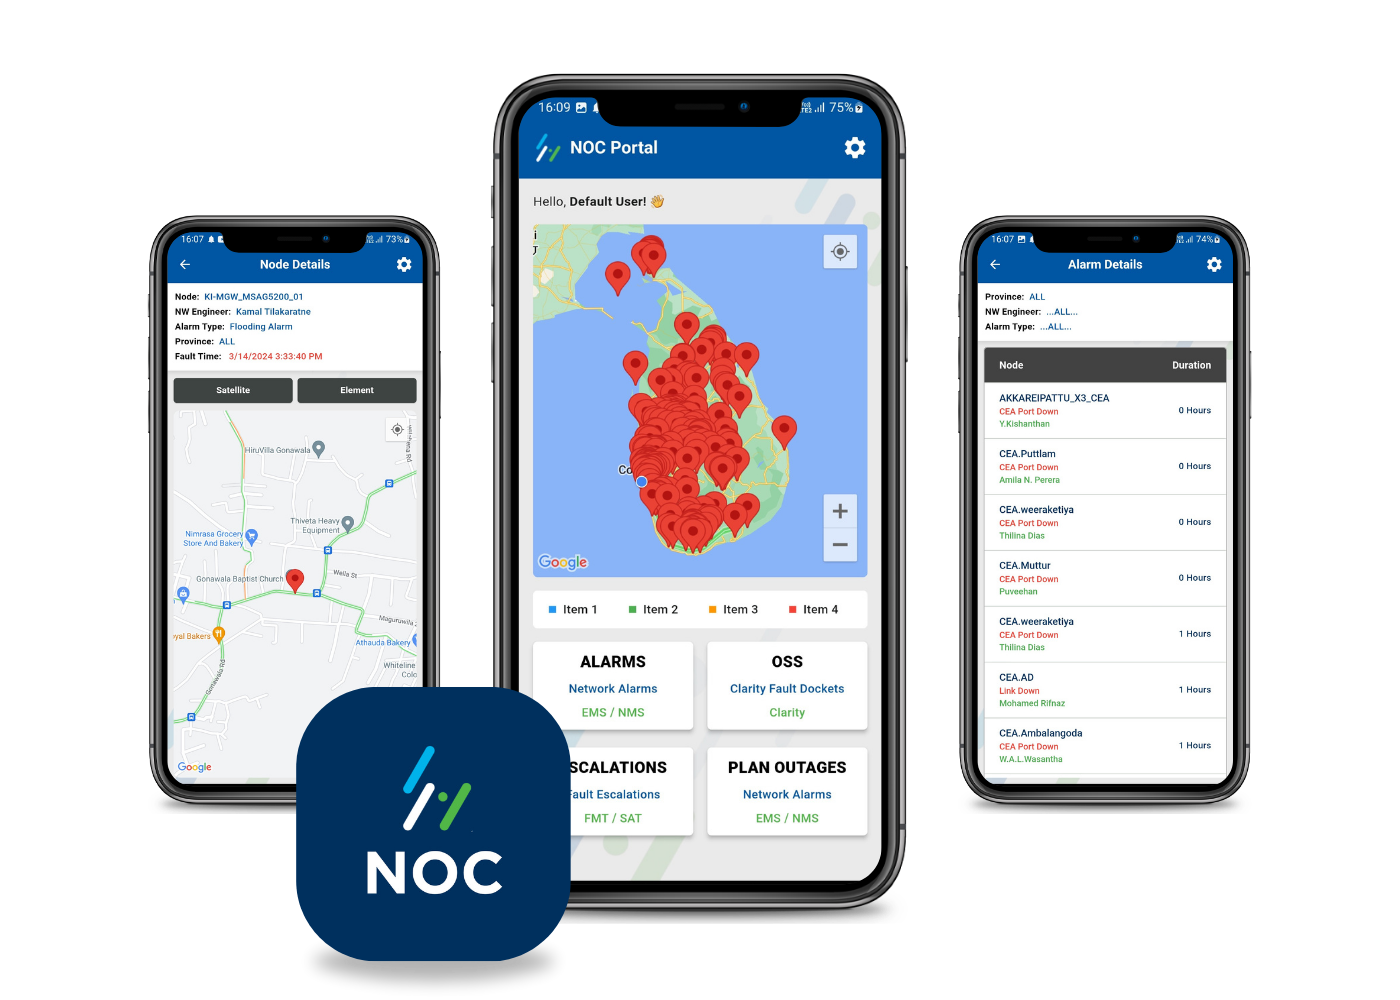 16:07
73%
Node Details
Node: KI-MGW_MSAG5200_01
NW Engineer: Kamal Tilakaratne
Alarm Type: Flooding Alarm
Province: ALL
Fault Time: 3/14/2024 3:33:40 PM
Satellite
Element
HiruVilla Gonawala
Thiveta Heavy
Equipment
Nimrasa Grocery
Store And Bakery
Gonawala Baptist Church
Wella St
Maguruwila
yal Bakers
Athauda Bakery
Whiteline
Colo
Gonawala Rd
Google
NOC
16:09
75%
NOC Portal
Hello, Default User! 👋
Co
Google
Item 1
Item 2
Item 3
Item 4
ALARMS
Network Alarms
EMS / NMS
OSS
Clarity Fault Dockets
Clarity
SCALATIONS
Fault Escalations
FMT / SAT
PLAN OUTAGES
Network Alarms
EMS / NMS
16:07
74%
Alarm Details
Province: ALL
NW Engineer: ...ALL...
Alarm Type: ...ALL...
Node Duration
AKKAREIPATTU_X3_CEA
CEA Port Down
Y.Kishanthan
0 Hours
CEA.Puttlam
CEA Port Down
Amila N. Perera
0 Hours
CEA.weeraketiya
CEA Port Down
Thilina Dias
0 Hours
CEA.Muttur
CEA Port Down
Puveehan
0 Hours
CEA.weeraketiya
CEA Port Down
Thilina Dias
1 Hours
CEA.AD
Link Down
Mohamed Rifnaz
1 Hours
CEA.Ambalangoda
CEA Port Down
W.A.L.Wasantha
1 Hours